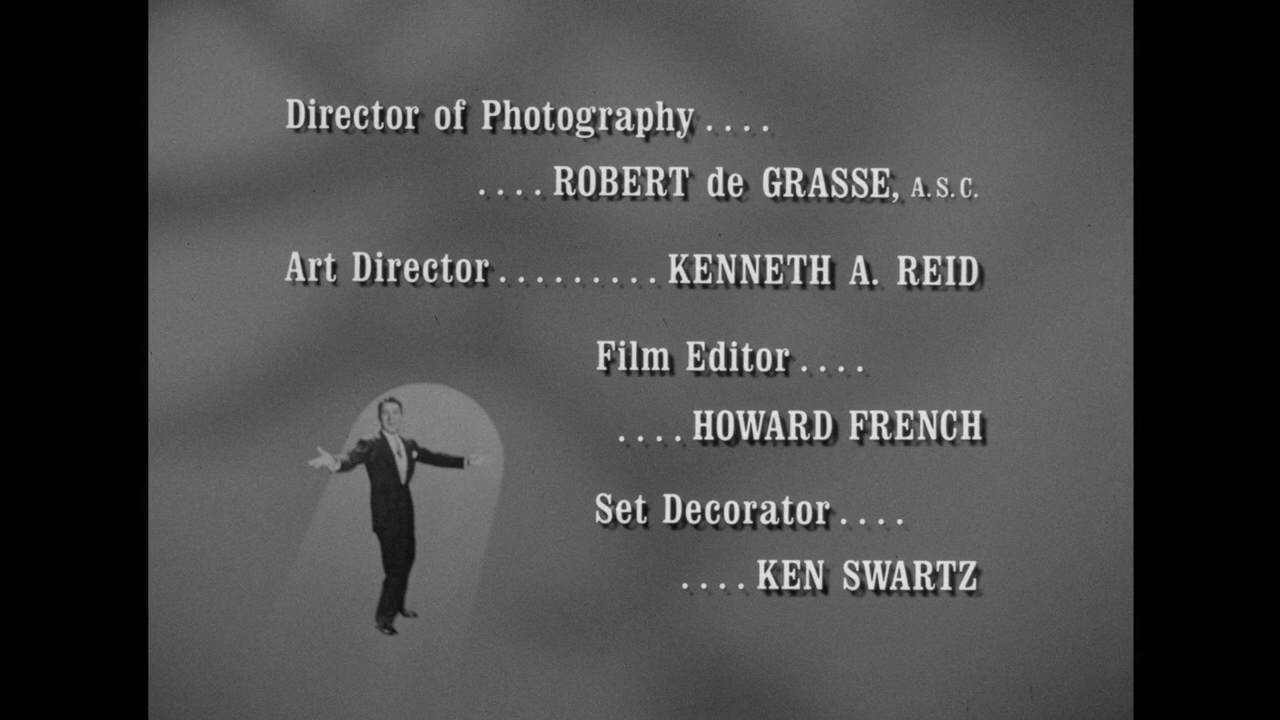 Director of Photography....
....ROBERT de GRASSE, A.S.C.
Art Director.........KENNETH A. REID
Film Editor....
....HOWARD FRENCH
Set Decorator....
....KEN SWARTZ